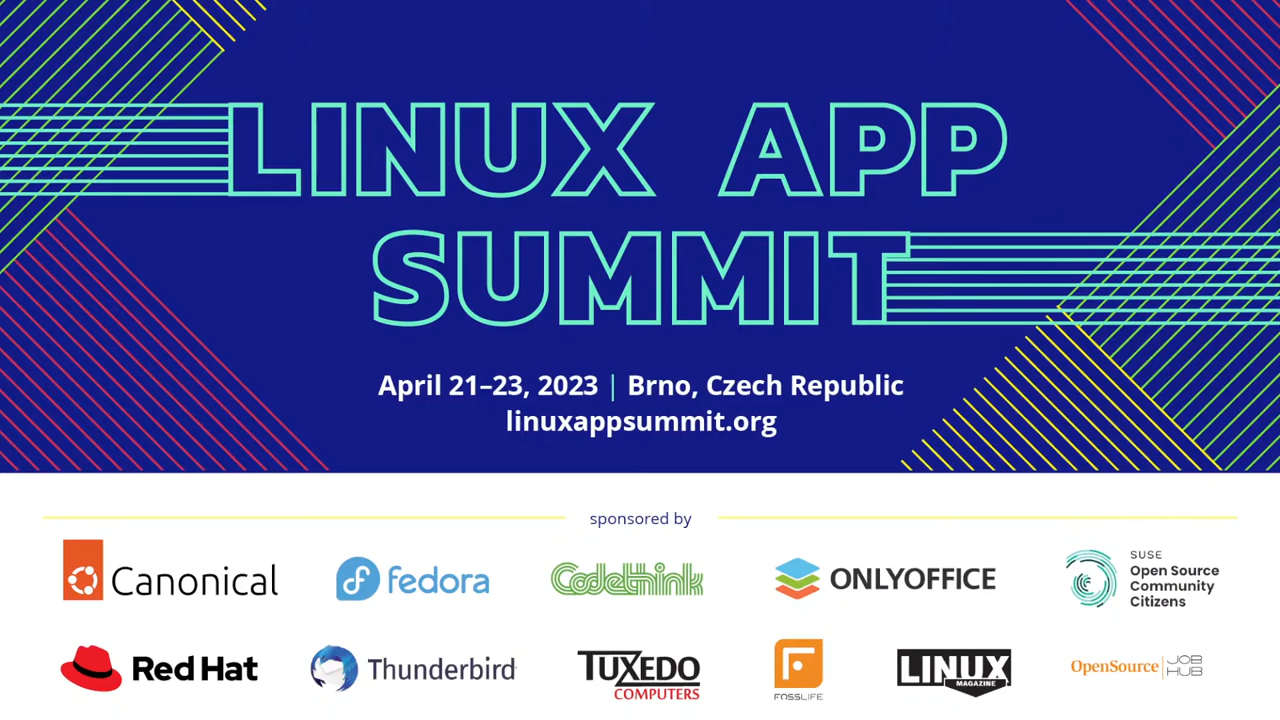 LINUX APP
SUMMIT
April 21–23, 2023 | Brno, Czech Republic
linuxappsummit.org
sponsored by
Canonical
fedora
Codethink
ONLYOFFICE
SUSE
Open Source
Community
Citizens
Red Hat
Thunderbird
TUXEDO
COMPUTERS
FOSSLIFE
LINUX
MAGAZINE
OpenSource
JOB
HUB